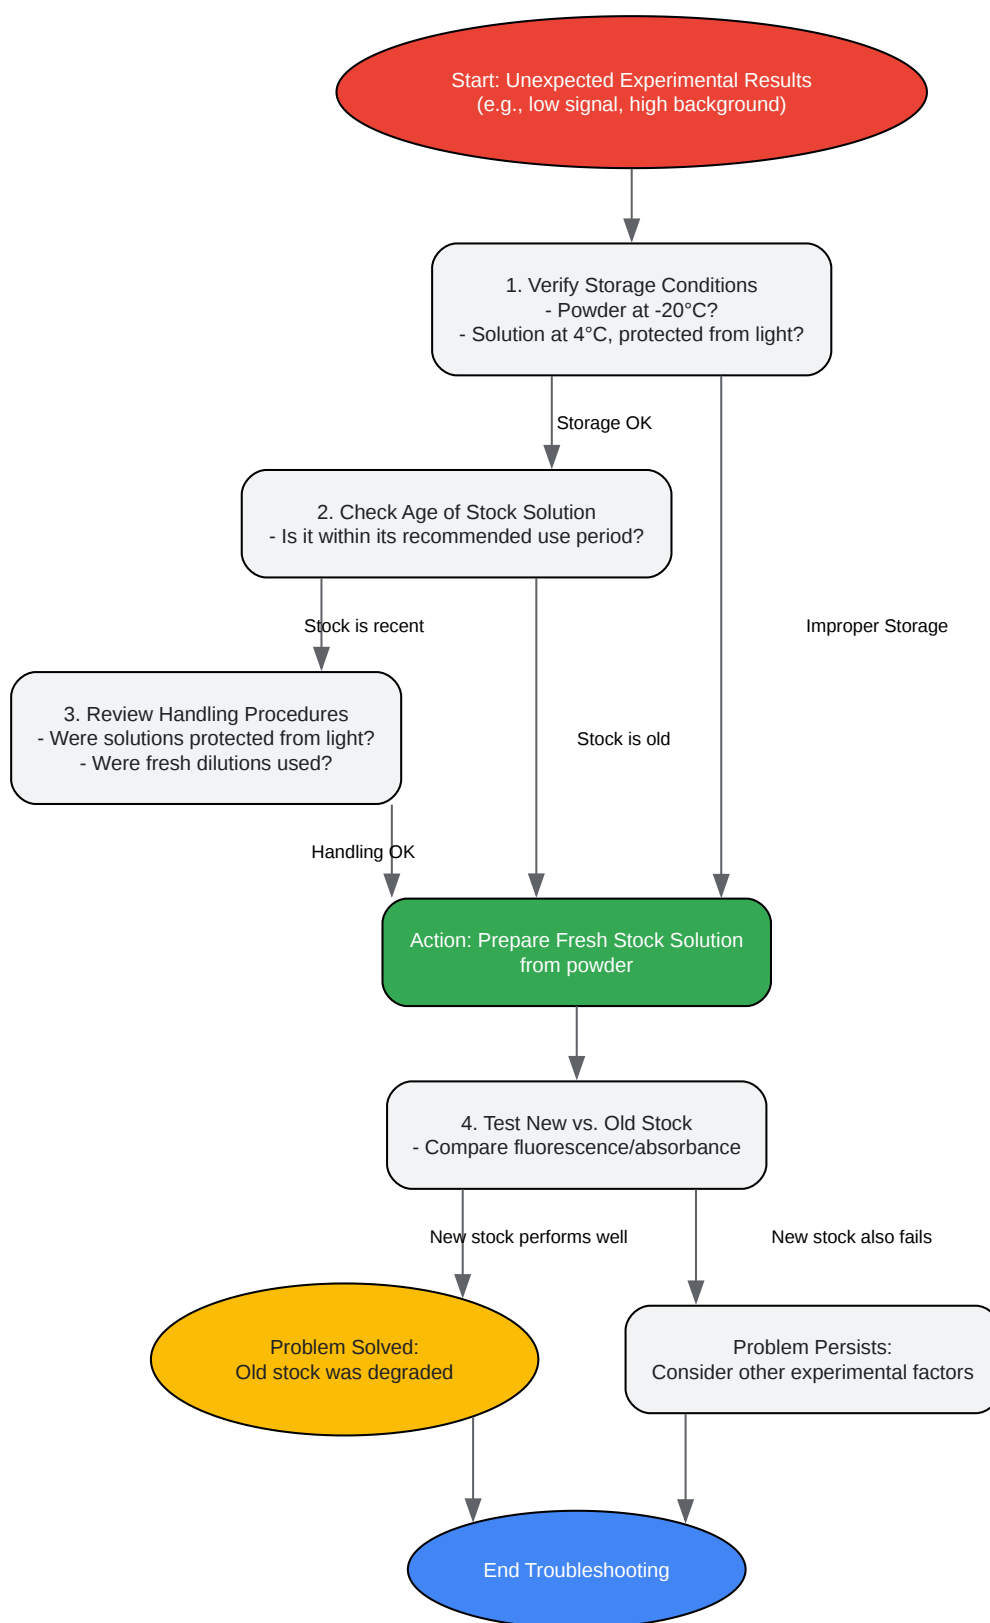 Start: Unexpected Experimental Results
(e.g., low signal, high background)
1. Verify Storage Conditions
- Powder at -20°C?
- Solution at 4°C, protected from light?
Storage OK
2. Check Age of Stock Solution
- Is it within its recommended use period?
Stock is recent
Improper Storage
3. Review Handling Procedures
- Were solutions protected from light?
- Were fresh dilutions used?
Stock is old
Handling OK
Action: Prepare Fresh Stock Solution
from powder
4. Test New vs. Old Stock
- Compare fluorescence/absorbance
New stock performs well
New stock also fails
Problem Solved:
Old stock was degraded
Problem Persists:
Consider other experimental factors
End Troubleshooting